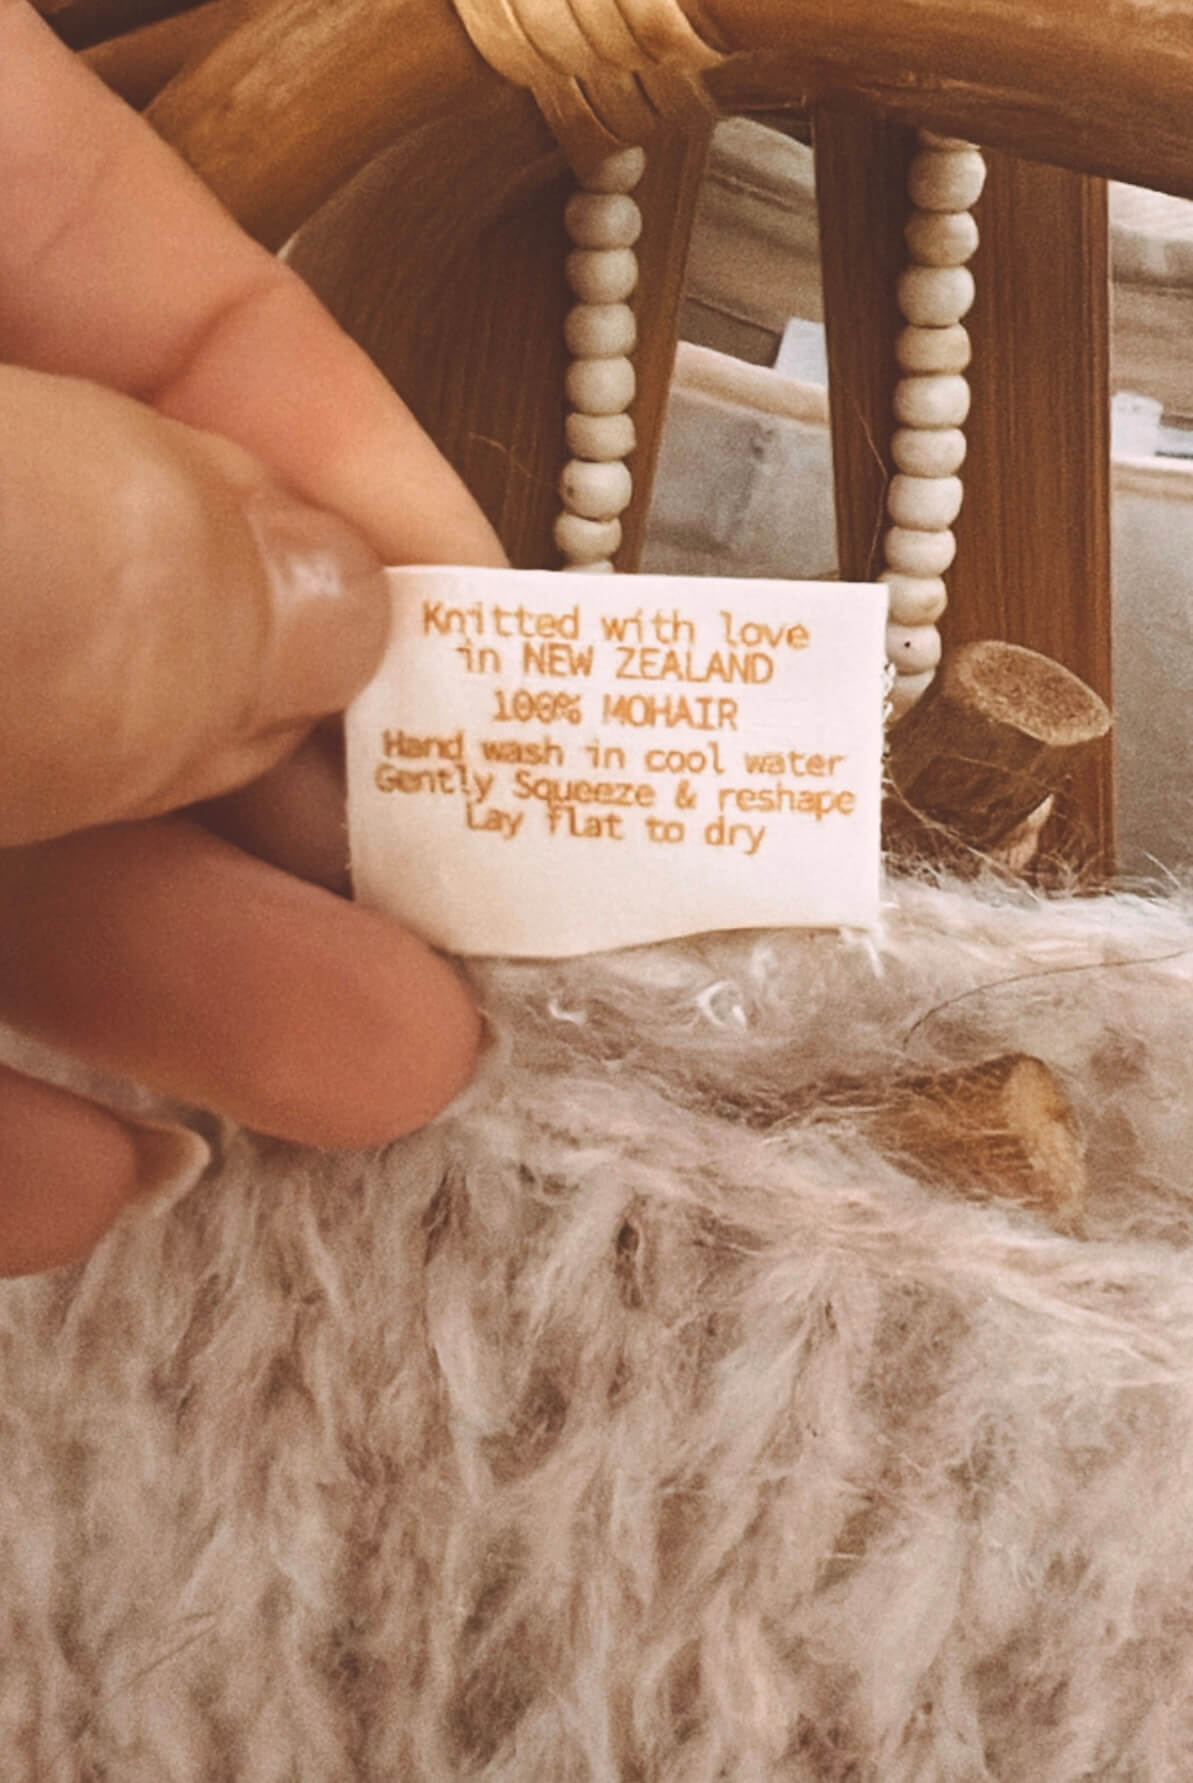 Knitted with love
in NEW ZEALAND
100% MOHAIR
Hand wash in cool water
Gently Squeeze & reshape
Lay flat to dry